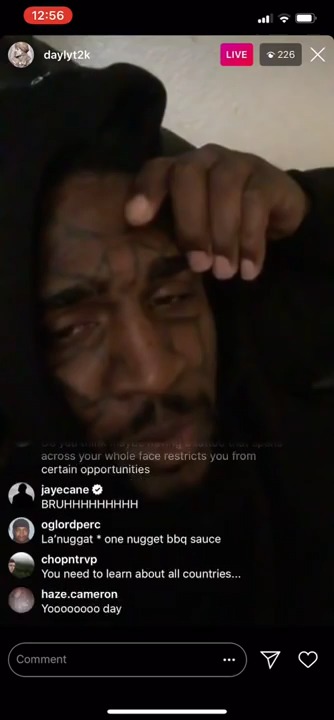 12:56
daylyt2k
LIVE
226
Do you think maybe having a tattoo that spans
across your whole face restricts you from
certain opportunities
jayecane
BRUHHHHHHHHH
oglordperc
La'nuggat * one nugget bbq sauce
chopntrvp
You need to learn about all countries...
haze.cameron
Yoooooooo day
Comment